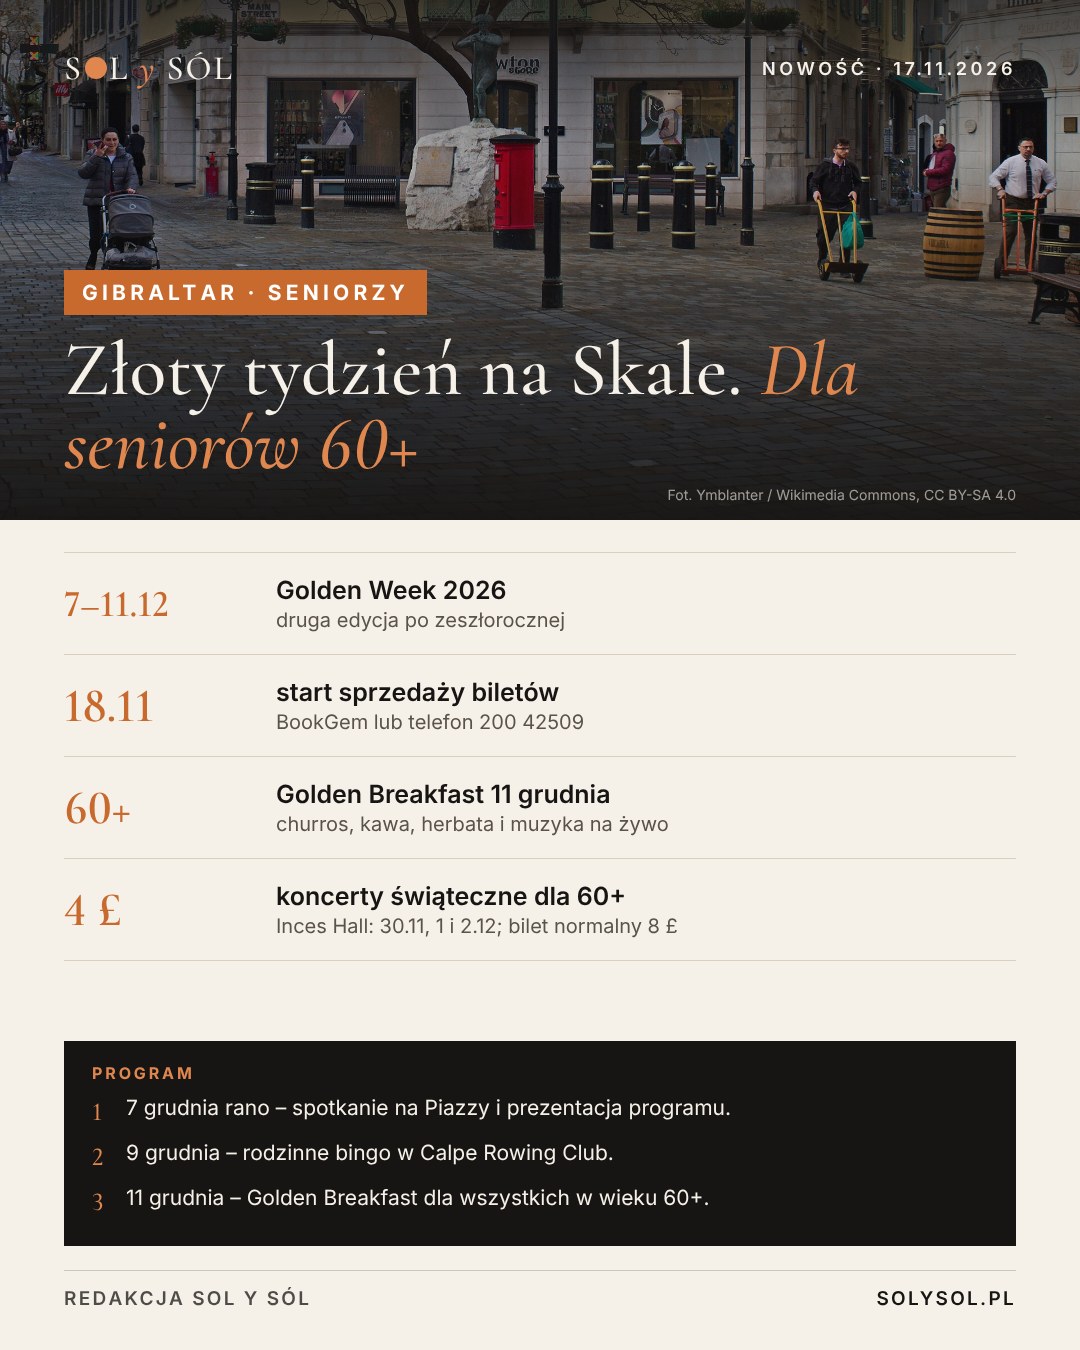 MAIN STREET
SOL y SÓL
NOWOŚĆ · 17.11.2026
GIBRALTAR · SENIORZY
Złoty tydzień na Skale. Dla
seniorów 60+
Fot. Ymblanter / Wikimedia Commons, CC BY-SA 4.0
7–11.12
Golden Week 2026
druga edycja po zeszłorocznej
18.11
start sprzedaży biletów
BookGem lub telefon 200 42509
60+
Golden Breakfast 11 grudnia
churros, kawa, herbata i muzyka na żywo
4 £
koncerty świąteczne dla 60+
Inces Hall: 30.11, 1 i 2.12; bilet normalny 8 £
PROGRAM
1 7 grudnia rano – spotkanie na Piazzy i prezentacja programu.
2 9 grudnia – rodzinne bingo w Calpe Rowing Club.
3 11 grudnia – Golden Breakfast dla wszystkich w wieku 60+.
REDAKCJA SOL Y SÓL
SOLYSOL.PL